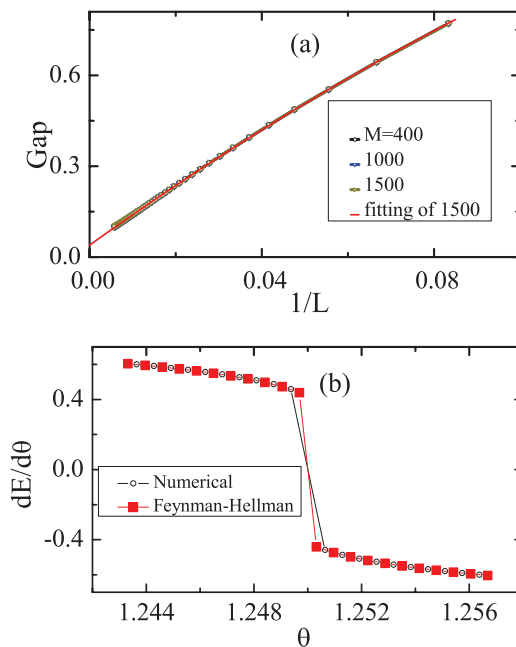 (a)
Gap
0.6
0.3
0.0
M=400
1000
1500
fitting of 1500
0.00
0.04
0.08
1/L
(b)
dE/dθ
0.4
0.0
-0.4
Numerical
Feynman-Hellman
1.244
1.248
1.252
1.256
θ